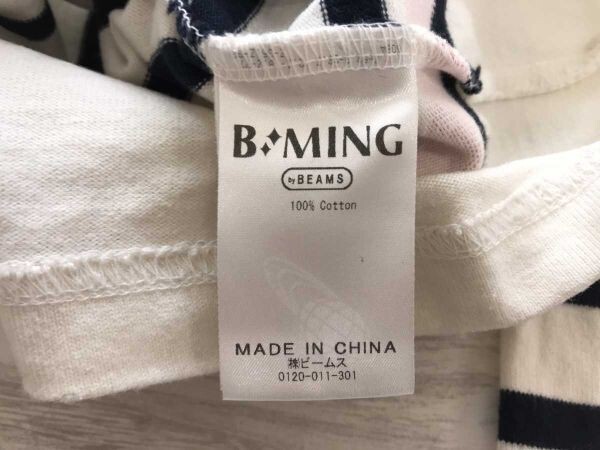 B:MING
by BEAMS
100% Cotton
MADE IN CHINA
㈱ビームス
0120-011-301